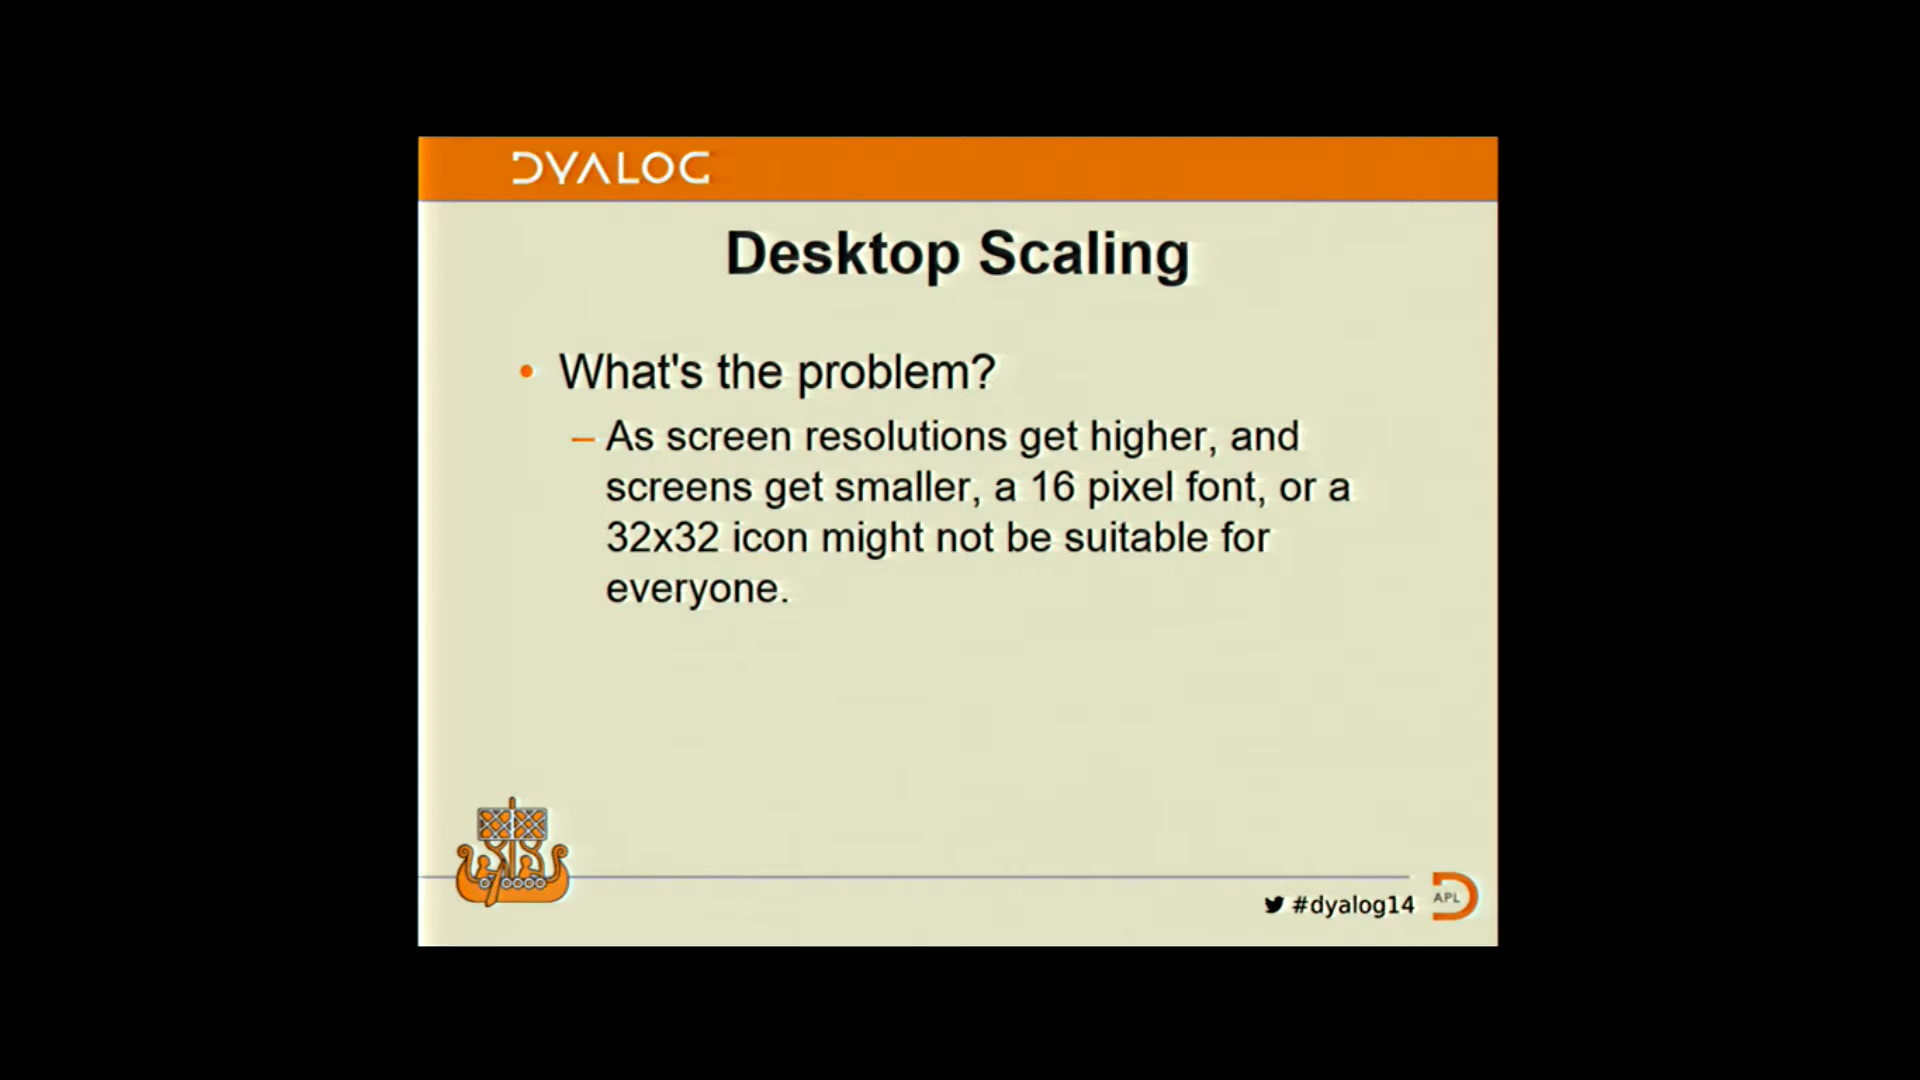 DYALOG
Desktop Scaling
• What's the problem?
– As screen resolutions get higher, and
screens get smaller, a 16 pixel font, or a
32x32 icon might not be suitable for
everyone.
#dyalog14
APL